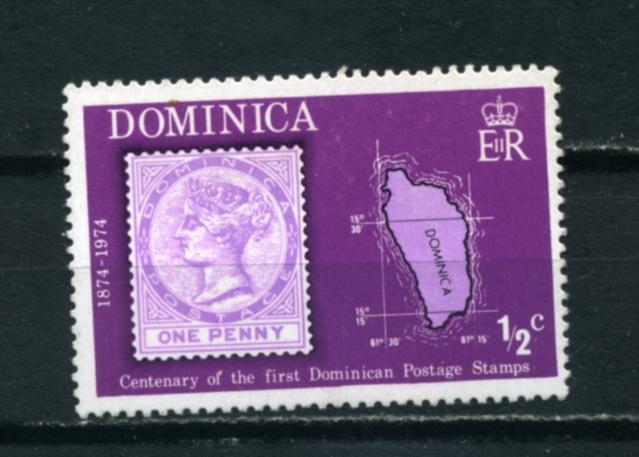 DOMINICA
EIIR
1874-1974
DOMINICA
POSTAGE
ONE PENNY
15°
30'
DOMINICA
15°
15'
61° 30'
61° 15'
1/2c
Centenary of the first Dominican Postage Stamps